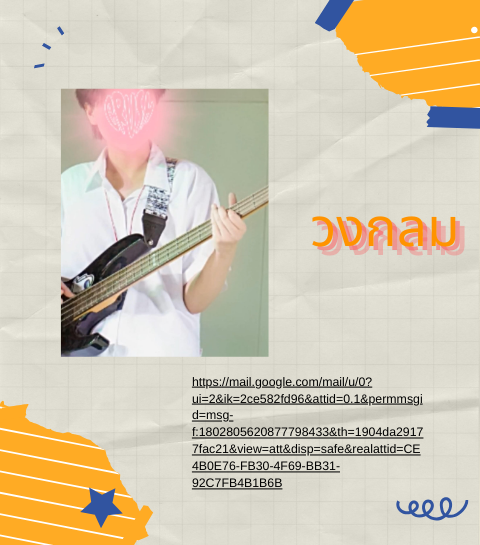 วงกลม
https://mail.google.com/mail/u/0?
ui=2&ik=2ce582fd96&attid=0.1&permmsgi
d=msg-
f:1802805620877798433&th=1904da2917
7fac21&view=att&disp=safe&realattid=CE
4B0E76-FB30-4F69-BB31-
92C7FB4B1B6B